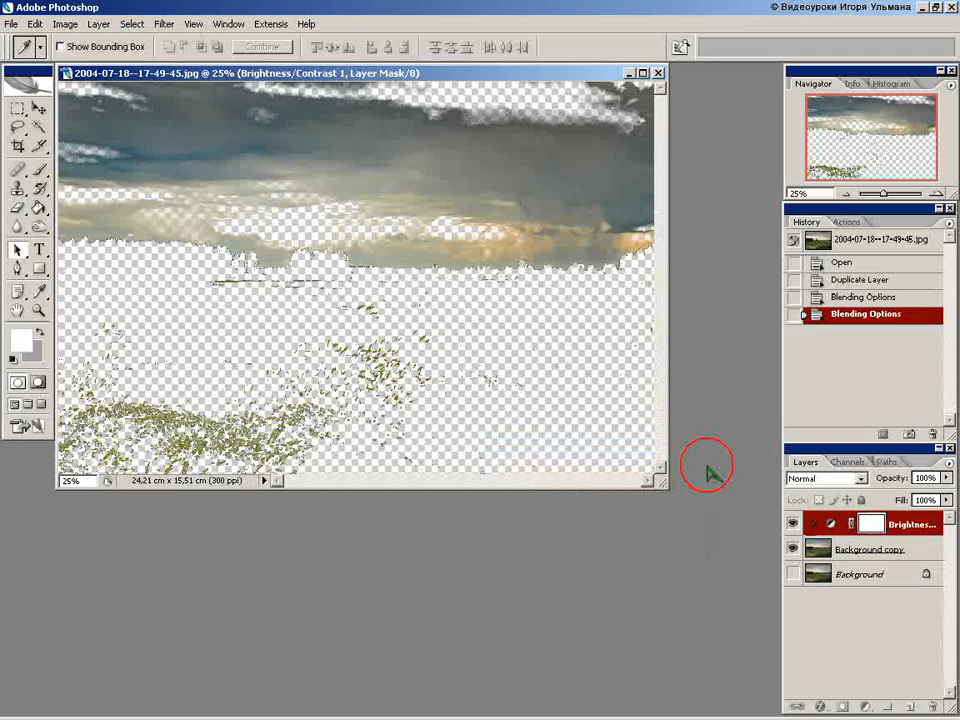 Adobe Photoshop
© Видеоуроки Игоря Ульмана
File Edit Image Layer Select Filter View Window Extensis Help
Show Bounding Box
Combine
2004-07-18--17-49-45.jpg @ 25% (Brightness/Contrast 1, Layer Mask/8)
25% 24,21 cm x 15,51 cm (300 ppi)
Navigator Info Histogram
25%
History Actions
2004-07-18--17-49-45.jpg
Open
Duplicate Layer
Blending Options
Blending Options
Layers Channels Paths
Normal Opacity: 100%
Lock: Fill: 100%
Brightnes...
Background copy
Background